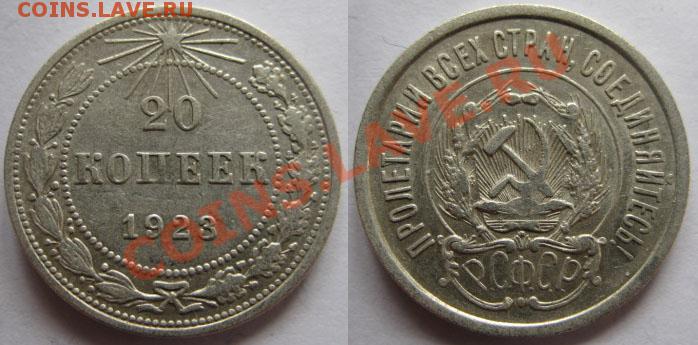 COINS.LAVE.RU
20
КОПЕЕК
1923
ПРОЛЕТАРИИ ВСЕХ СТРАН, СОЕДИНЯЙТЕСЬ!
РСФСР
COINS.LAVE.RU